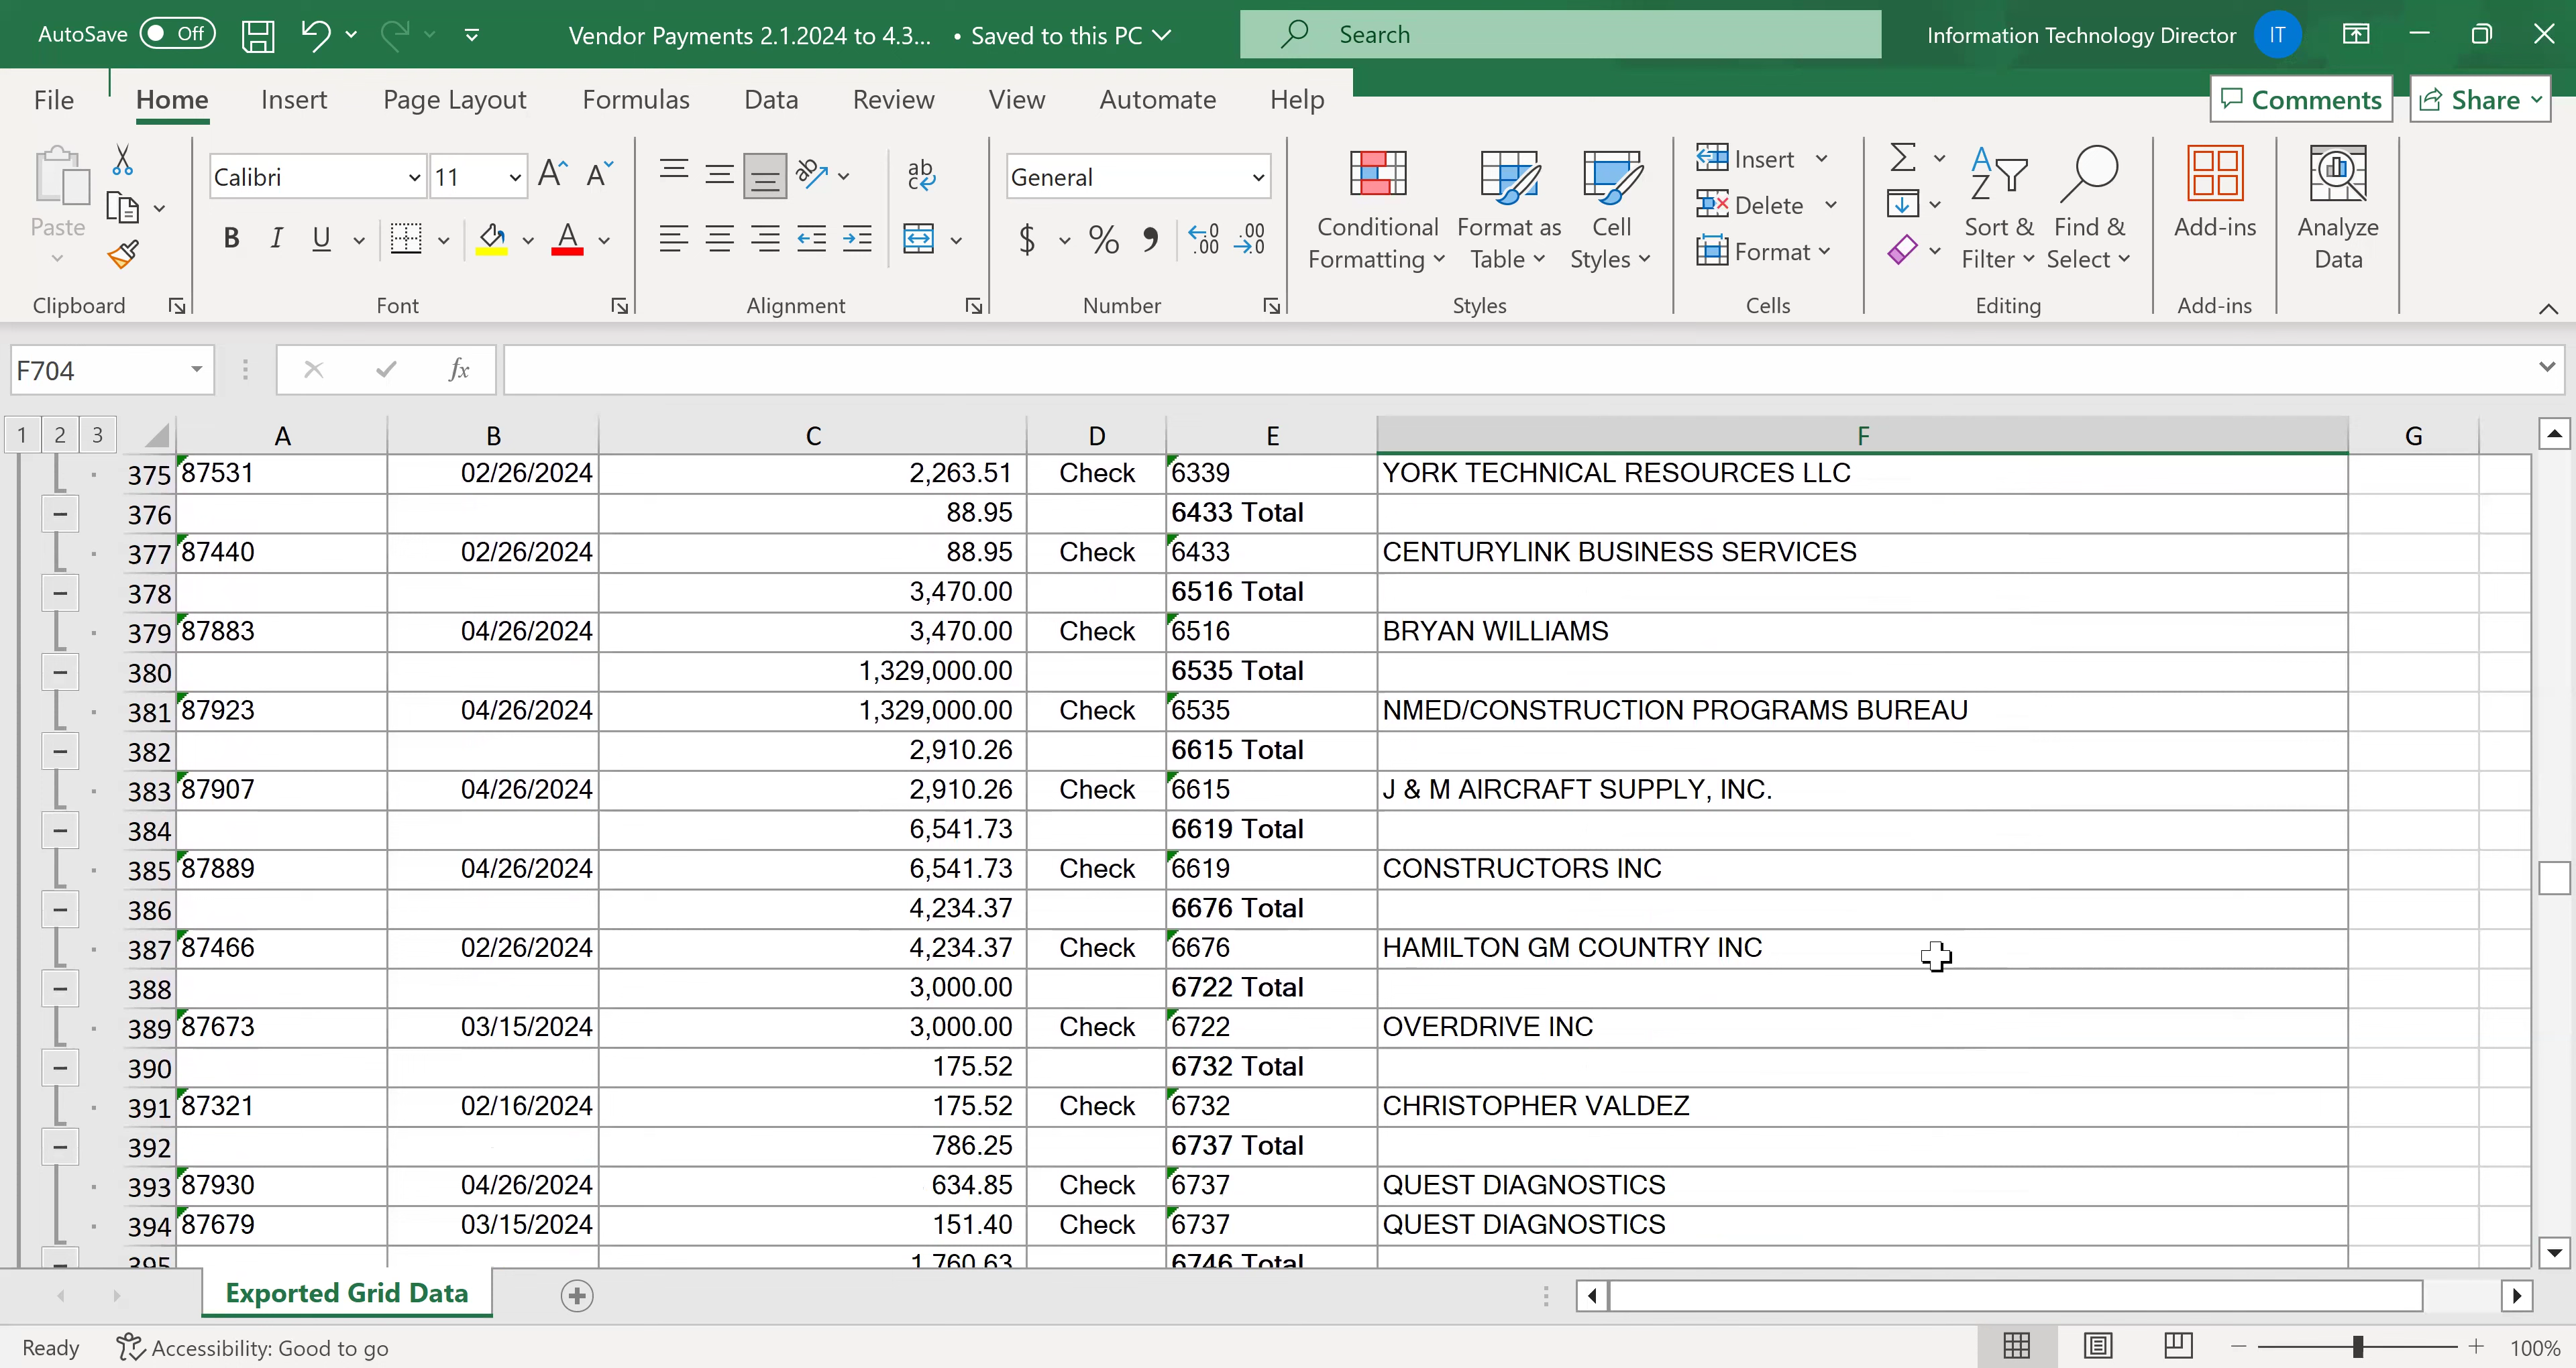 AutoSave Off Vendor Payments 2.1.2024 to 4.3... • Saved to this PC Search Information Technology Director IT
File Home Insert Page Layout Formulas Data Review View Automate Help Comments Share
Paste Calibri 11 General Conditional Formatting Format as Table Cell Styles Insert Delete Format Sort & Filter Find & Select Add-ins Analyze Data
Clipboard Font Alignment Number Styles Cells Editing Add-ins
F704 fx
1 2 3 A B C D E F G
375 87531 02/26/2024 2,263.51 Check 6339 YORK TECHNICAL RESOURCES LLC
376 88.95 6433 Total
377 87440 02/26/2024 88.95 Check 6433 CENTURYLINK BUSINESS SERVICES
378 3,470.00 6516 Total
379 87883 04/26/2024 3,470.00 Check 6516 BRYAN WILLIAMS
380 1,329,000.00 6535 Total
381 87923 04/26/2024 1,329,000.00 Check 6535 NMED/CONSTRUCTION PROGRAMS BUREAU
382 2,910.26 6615 Total
383 87907 04/26/2024 2,910.26 Check 6615 J & M AIRCRAFT SUPPLY, INC.
384 6,541.73 6619 Total
385 87889 04/26/2024 6,541.73 Check 6619 CONSTRUCTORS INC
386 4,234.37 6676 Total
387 87466 02/26/2024 4,234.37 Check 6676 HAMILTON GM COUNTRY INC
388 3,000.00 6722 Total
389 87673 03/15/2024 3,000.00 Check 6722 OVERDRIVE INC
390 175.52 6732 Total
391 87321 02/16/2024 175.52 Check 6732 CHRISTOPHER VALDEZ
392 786.25 6737 Total
393 87930 04/26/2024 634.85 Check 6737 QUEST DIAGNOSTICS
394 87679 03/15/2024 151.40 Check 6737 QUEST DIAGNOSTICS
395 1,760.63 6746 Total
Exported Grid Data
Ready Accessibility: Good to go 100%